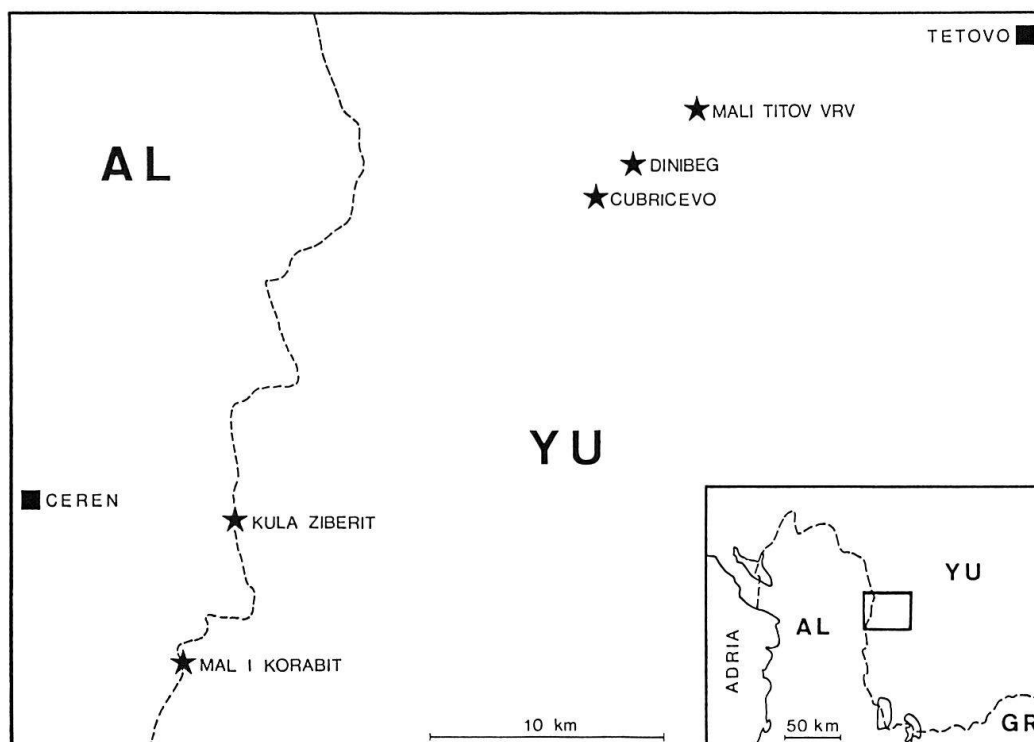 TETOVO
MALI TITOV VRV
AL
DINIBEG
CUBRICEVO
YU
CEREN
KULA ZIBERIT
YU
AL
ADRIA
MAL I KORABIT
10 km
50 km
GR